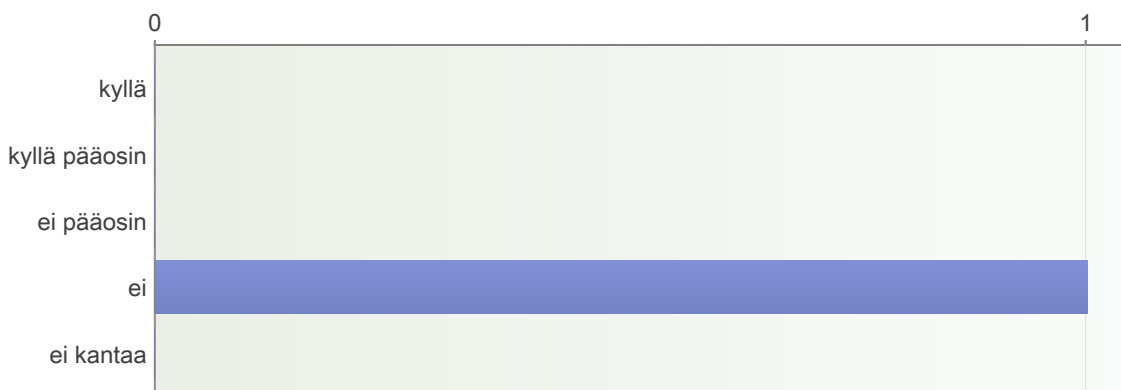 0 1
kyllä
kyllä pääosin
ei pääosin
ei
ei kantaa